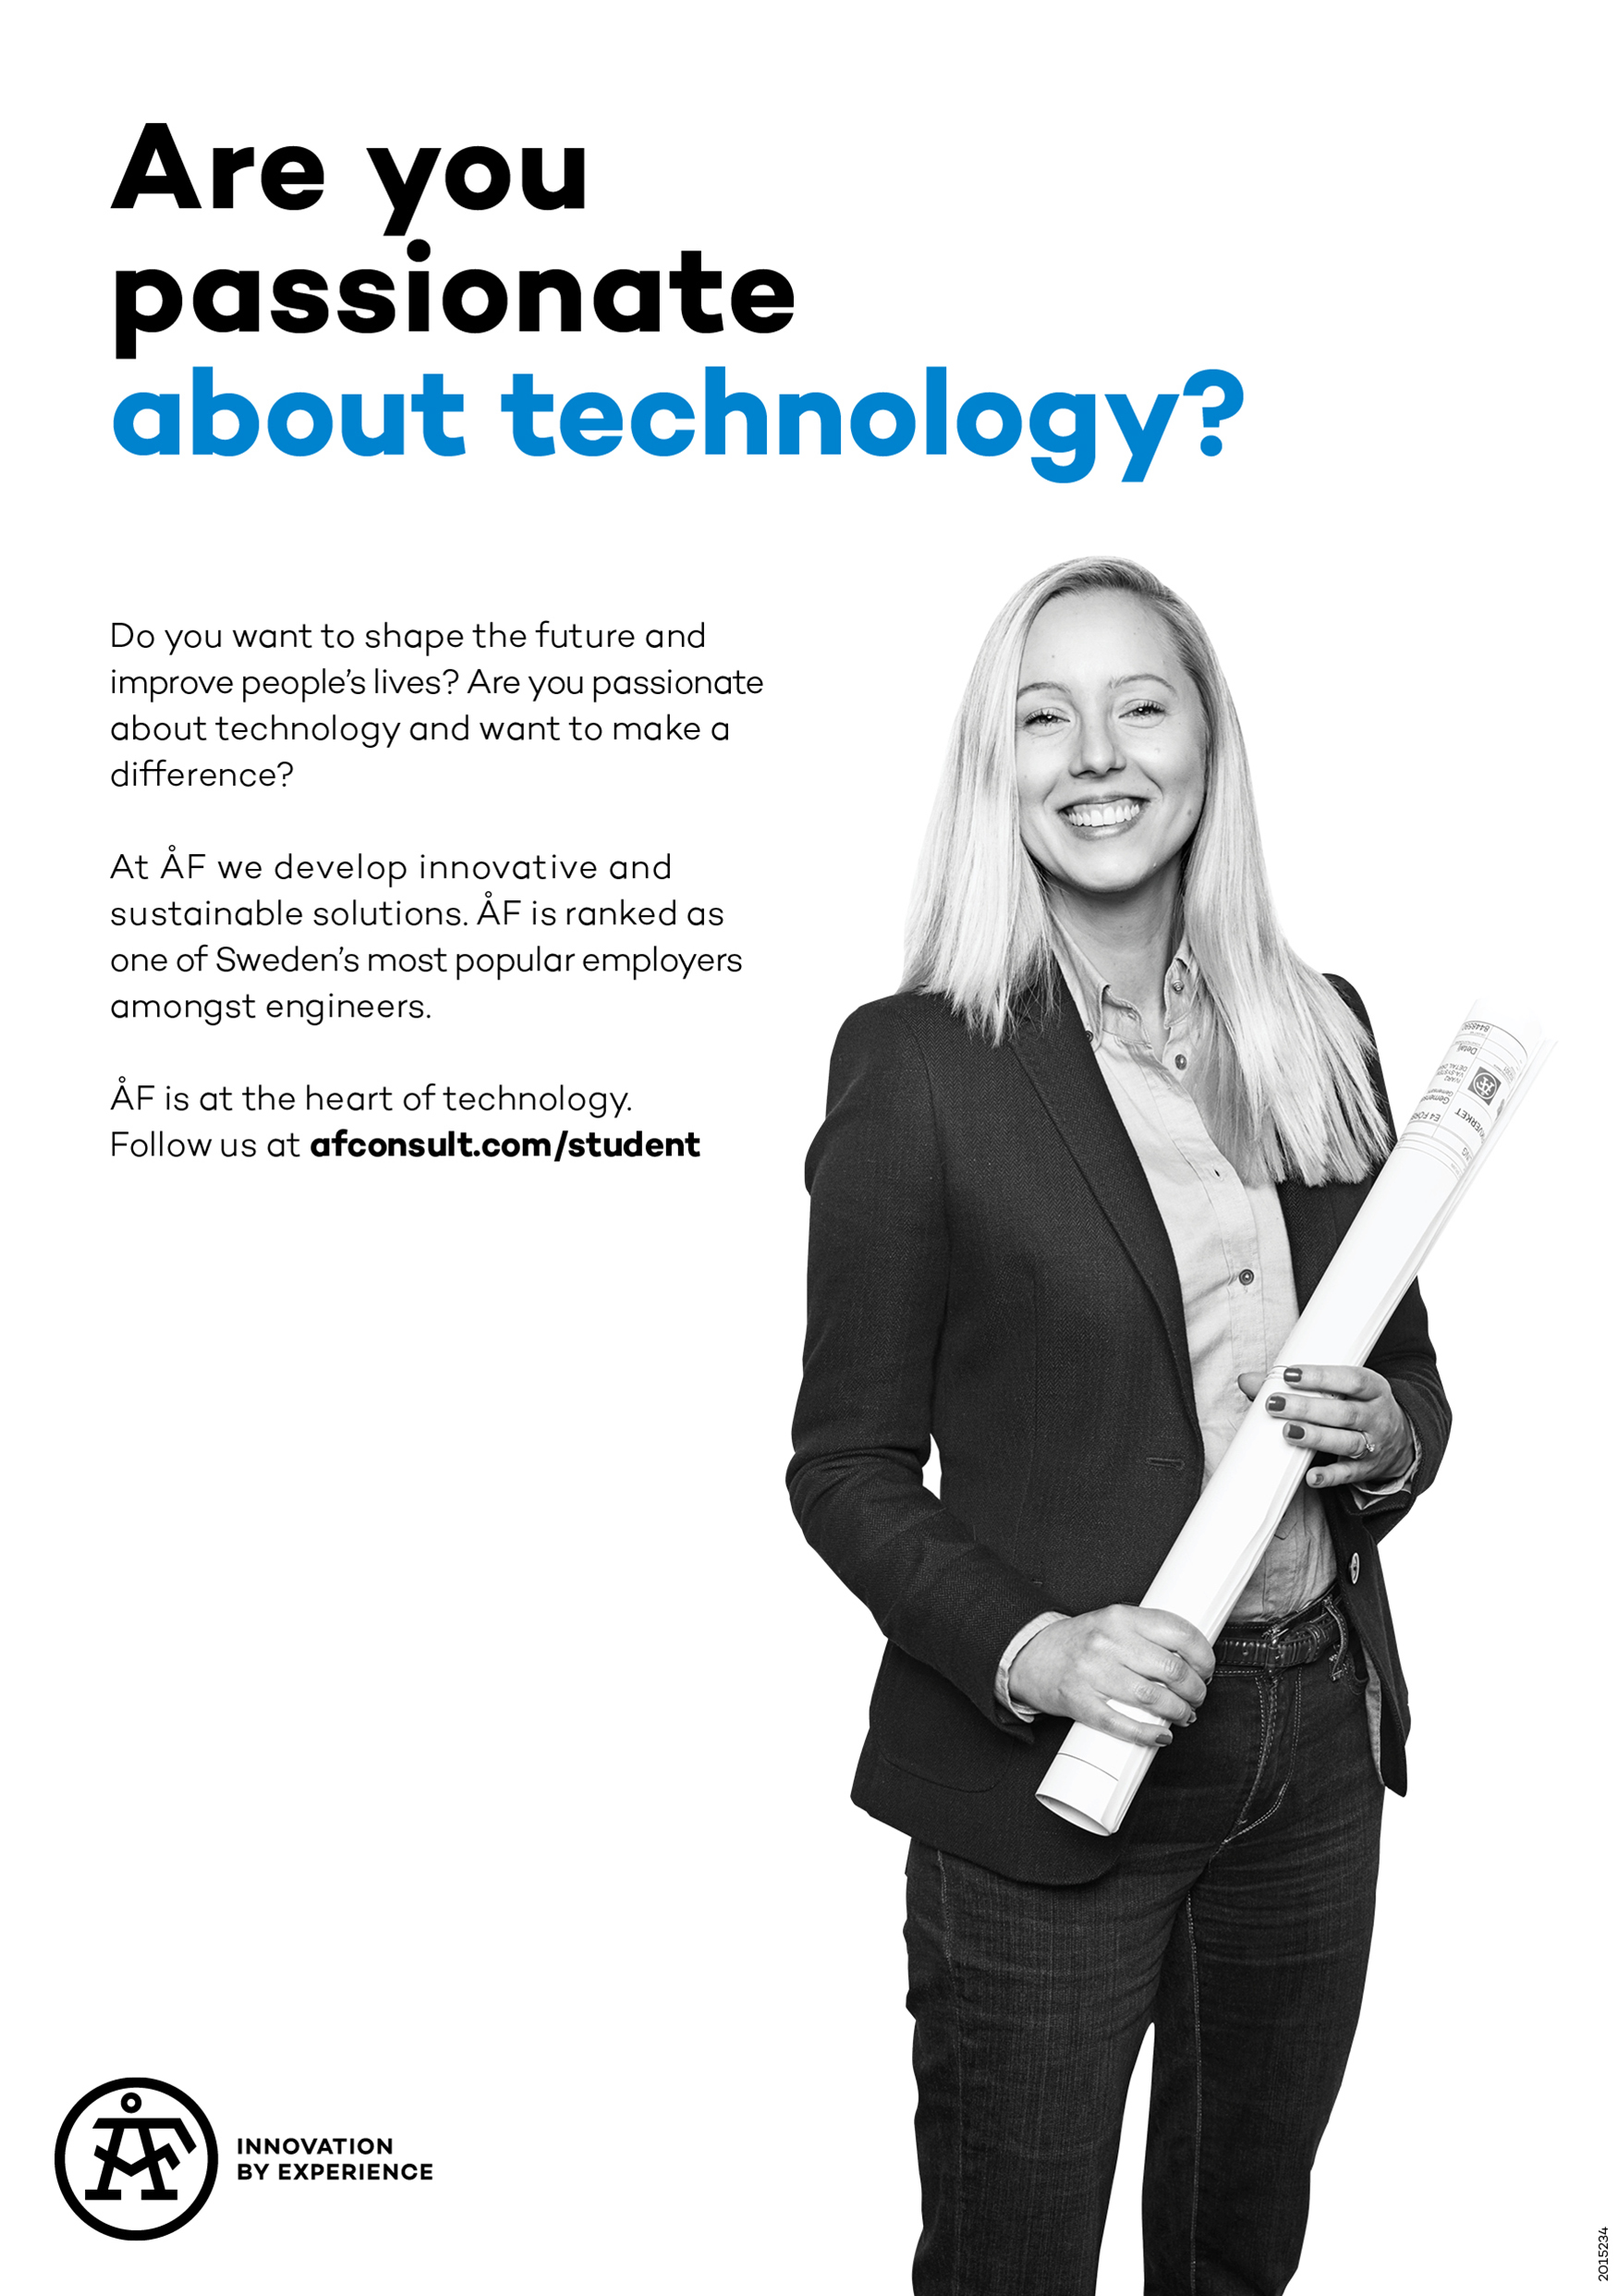 Are you
passionate
about technology?
Do you want to shape the future and
improve people’s lives? Are you passionate
about technology and want to make a
difference?
At ÅF we develop innovative and
sustainable solutions. ÅF is ranked as
one of Sweden’s most popular employers
amongst engineers.
ÅF is at the heart of technology.
Follow us at afconsult.com/student
ÅF
INNOVATION
BY EXPERIENCE
2015234